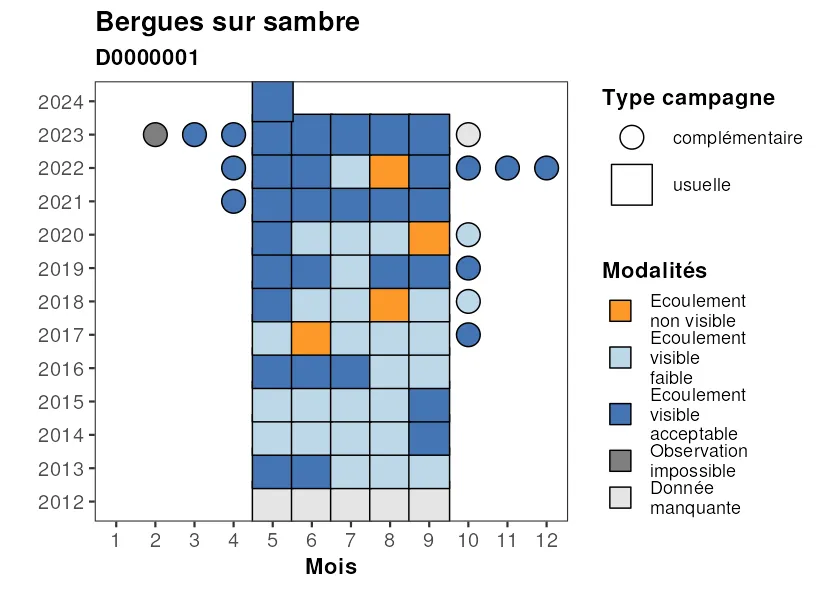 Bergues sur sambre
D0000001
2024
2023
2022
2021
2020
2019
2018
2017
2016
2015
2014
2013
2012
1 2 3 4 5 6 7 8 9 10 11 12
Mois
Type campagne
complémentaire
usuelle
Modalités
Ecoulement
non visible
Ecoulement
visible
faible
Ecoulement
visible
acceptable
Observation
impossible
Donnée
manquante